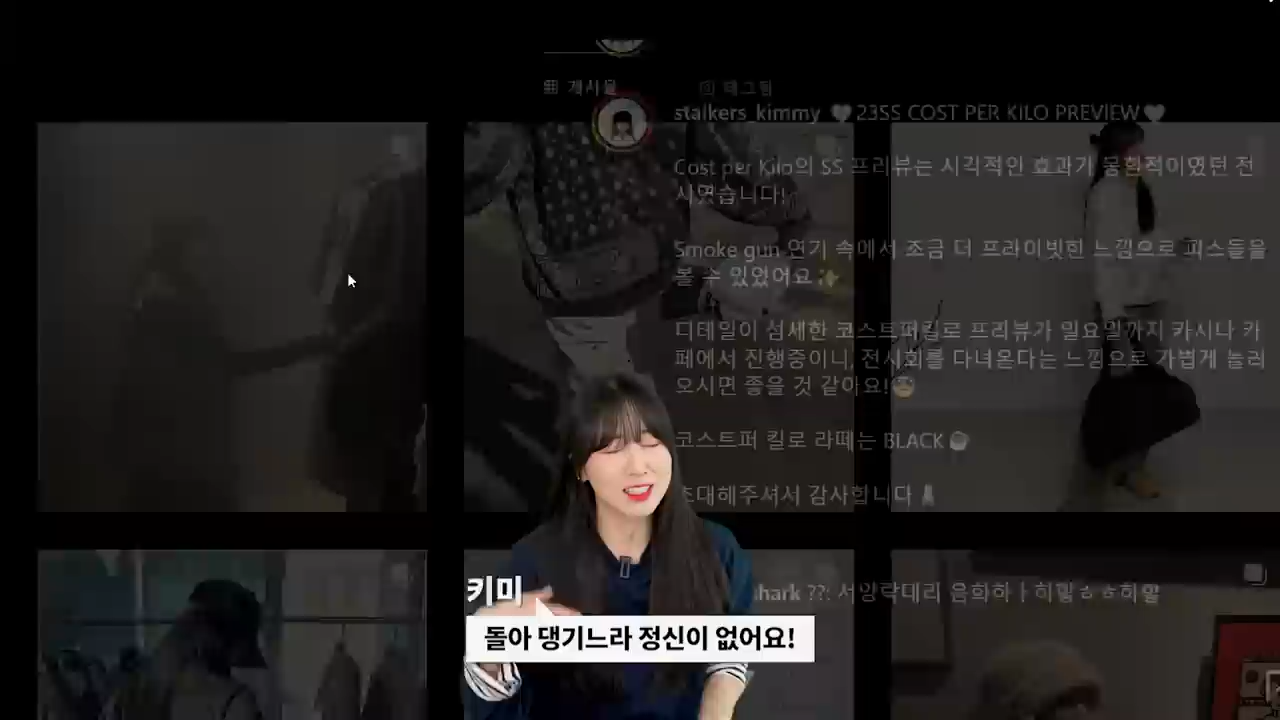 게시물
태그됨
stalkers_kimmy 🤍23SS COST PER KILO PREVIEW🤍
Cost per Kilo의 SS 프리뷰는 시각적인 효과가 몽환적이였던 전
시였습니다!
Smoke gun 연기 속에서 조금 더 프라이빗한 느낌으로 피스들을
볼 수 있었어요✨
디테일이 섬세한 코스트퍼킬로 프리뷰가 일요일까지 카시나 카
페에서 진행중이니, 전시회를 다녀온다는 느낌으로 가볍게 놀러
오시면 좋을 것 같아요!
코스트퍼 킬로 라떼는 BLACK
초대해주셔서 감사합니다
키미
돌아 댕기느라 정신이 없어요!